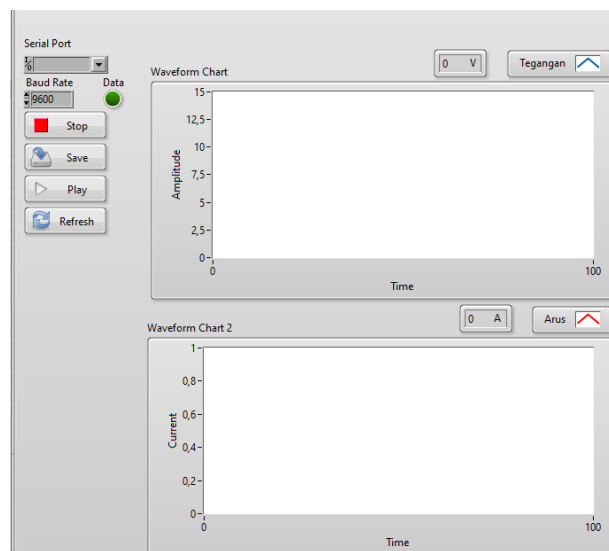 Serial Port
Baud Rate
Data
9600
Stop
Save
Play
Refresh
Waveform Chart
0 V
Tegangan
15
12,5
10
7,5
5
2,5
0
Amplitude
0
100
Time
Waveform Chart 2
0 A
Arus
1
0,8
0,6
0,4
0,2
0
Current
0
100
Time